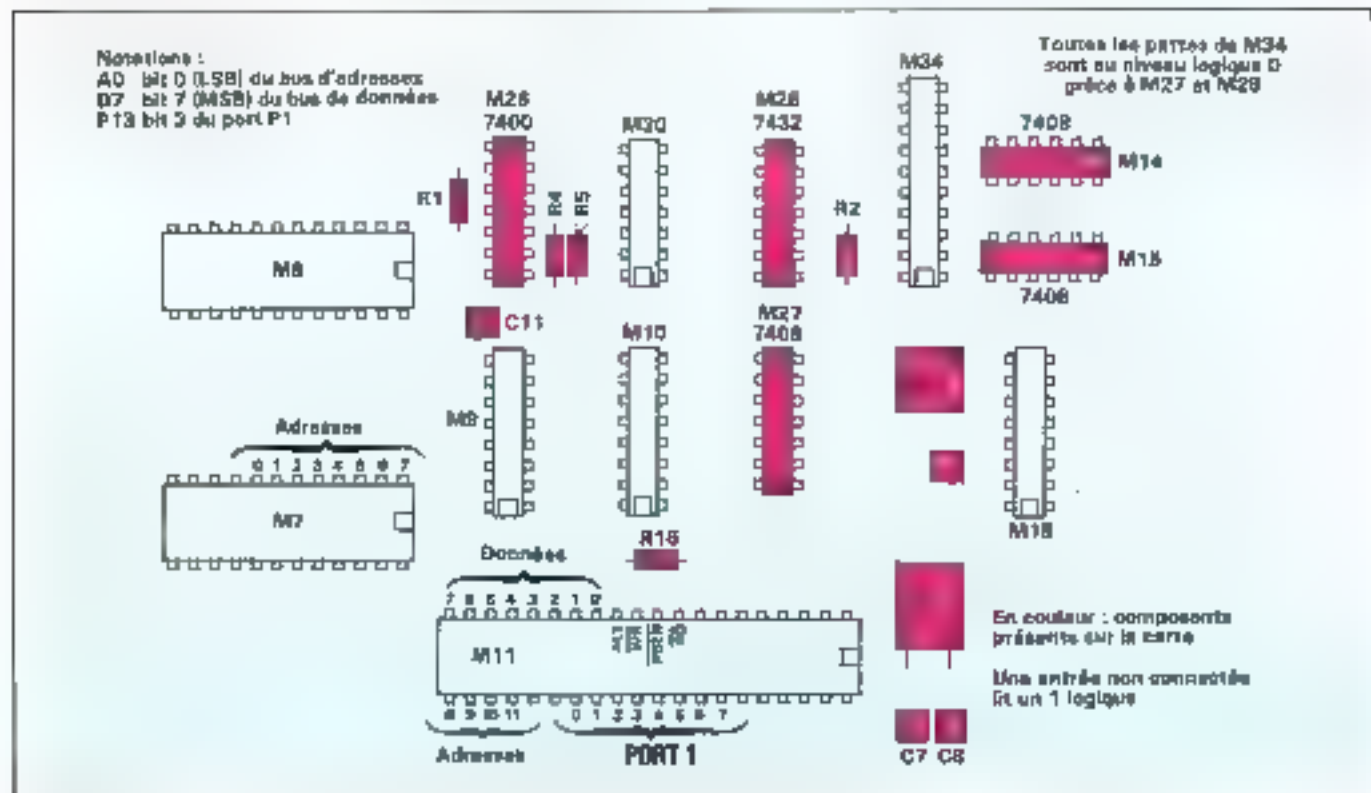 Notations :
A0 bit 0 (LSB) du bus d'adresses
D7 bit 7 (MSB) du bus de données
P13 bit 3 du port P1
M34
Toutes les pattes de M34
sont au niveau logique 0
grâce à M27 et M28
M26
7400
M20
M28
7432
7408
M14
R1
R4
R5
R2
M6
M15
7408
C11
M10
M27
7408
M9
Adresses
0 1 2 3 4 5 6 7
M7
M18
R16
Données
7 6 5 4 3 2 1 0
M11
En couleur : composants
présents sur la carte
Une entrée non connectée
lit un 1 logique
8 9 10 11
0 1 2 3 4 5 6 7
Adresses
PORT 1
C7 C8